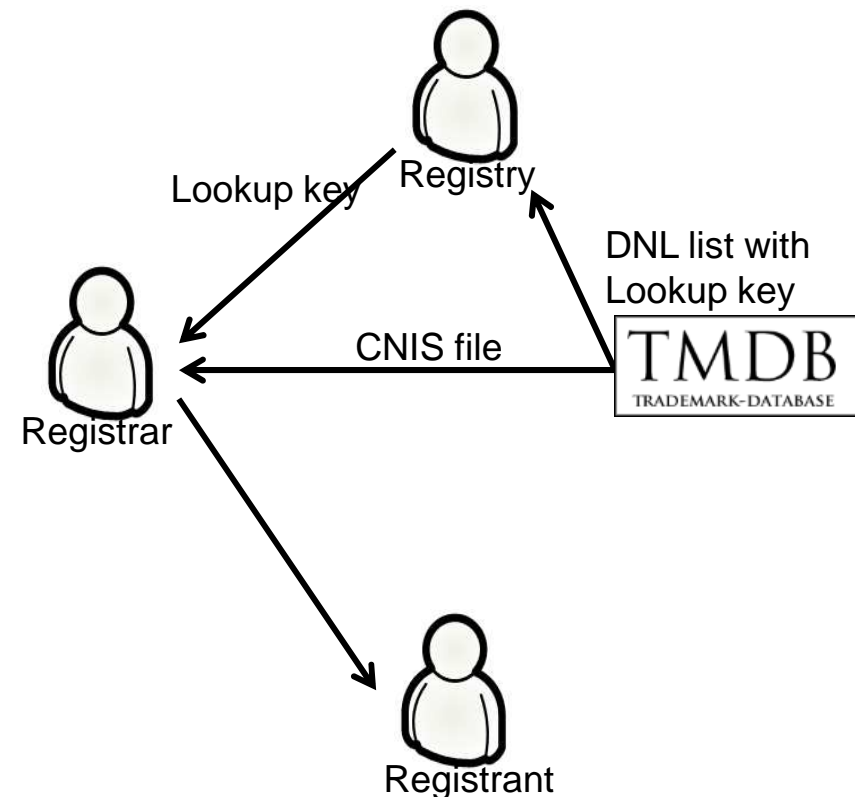 Registry
Lookup key
DNL list with
Lookup key
CNIS file
TMDB
TRADEMARK-DATABASE
Registrar
Registrant